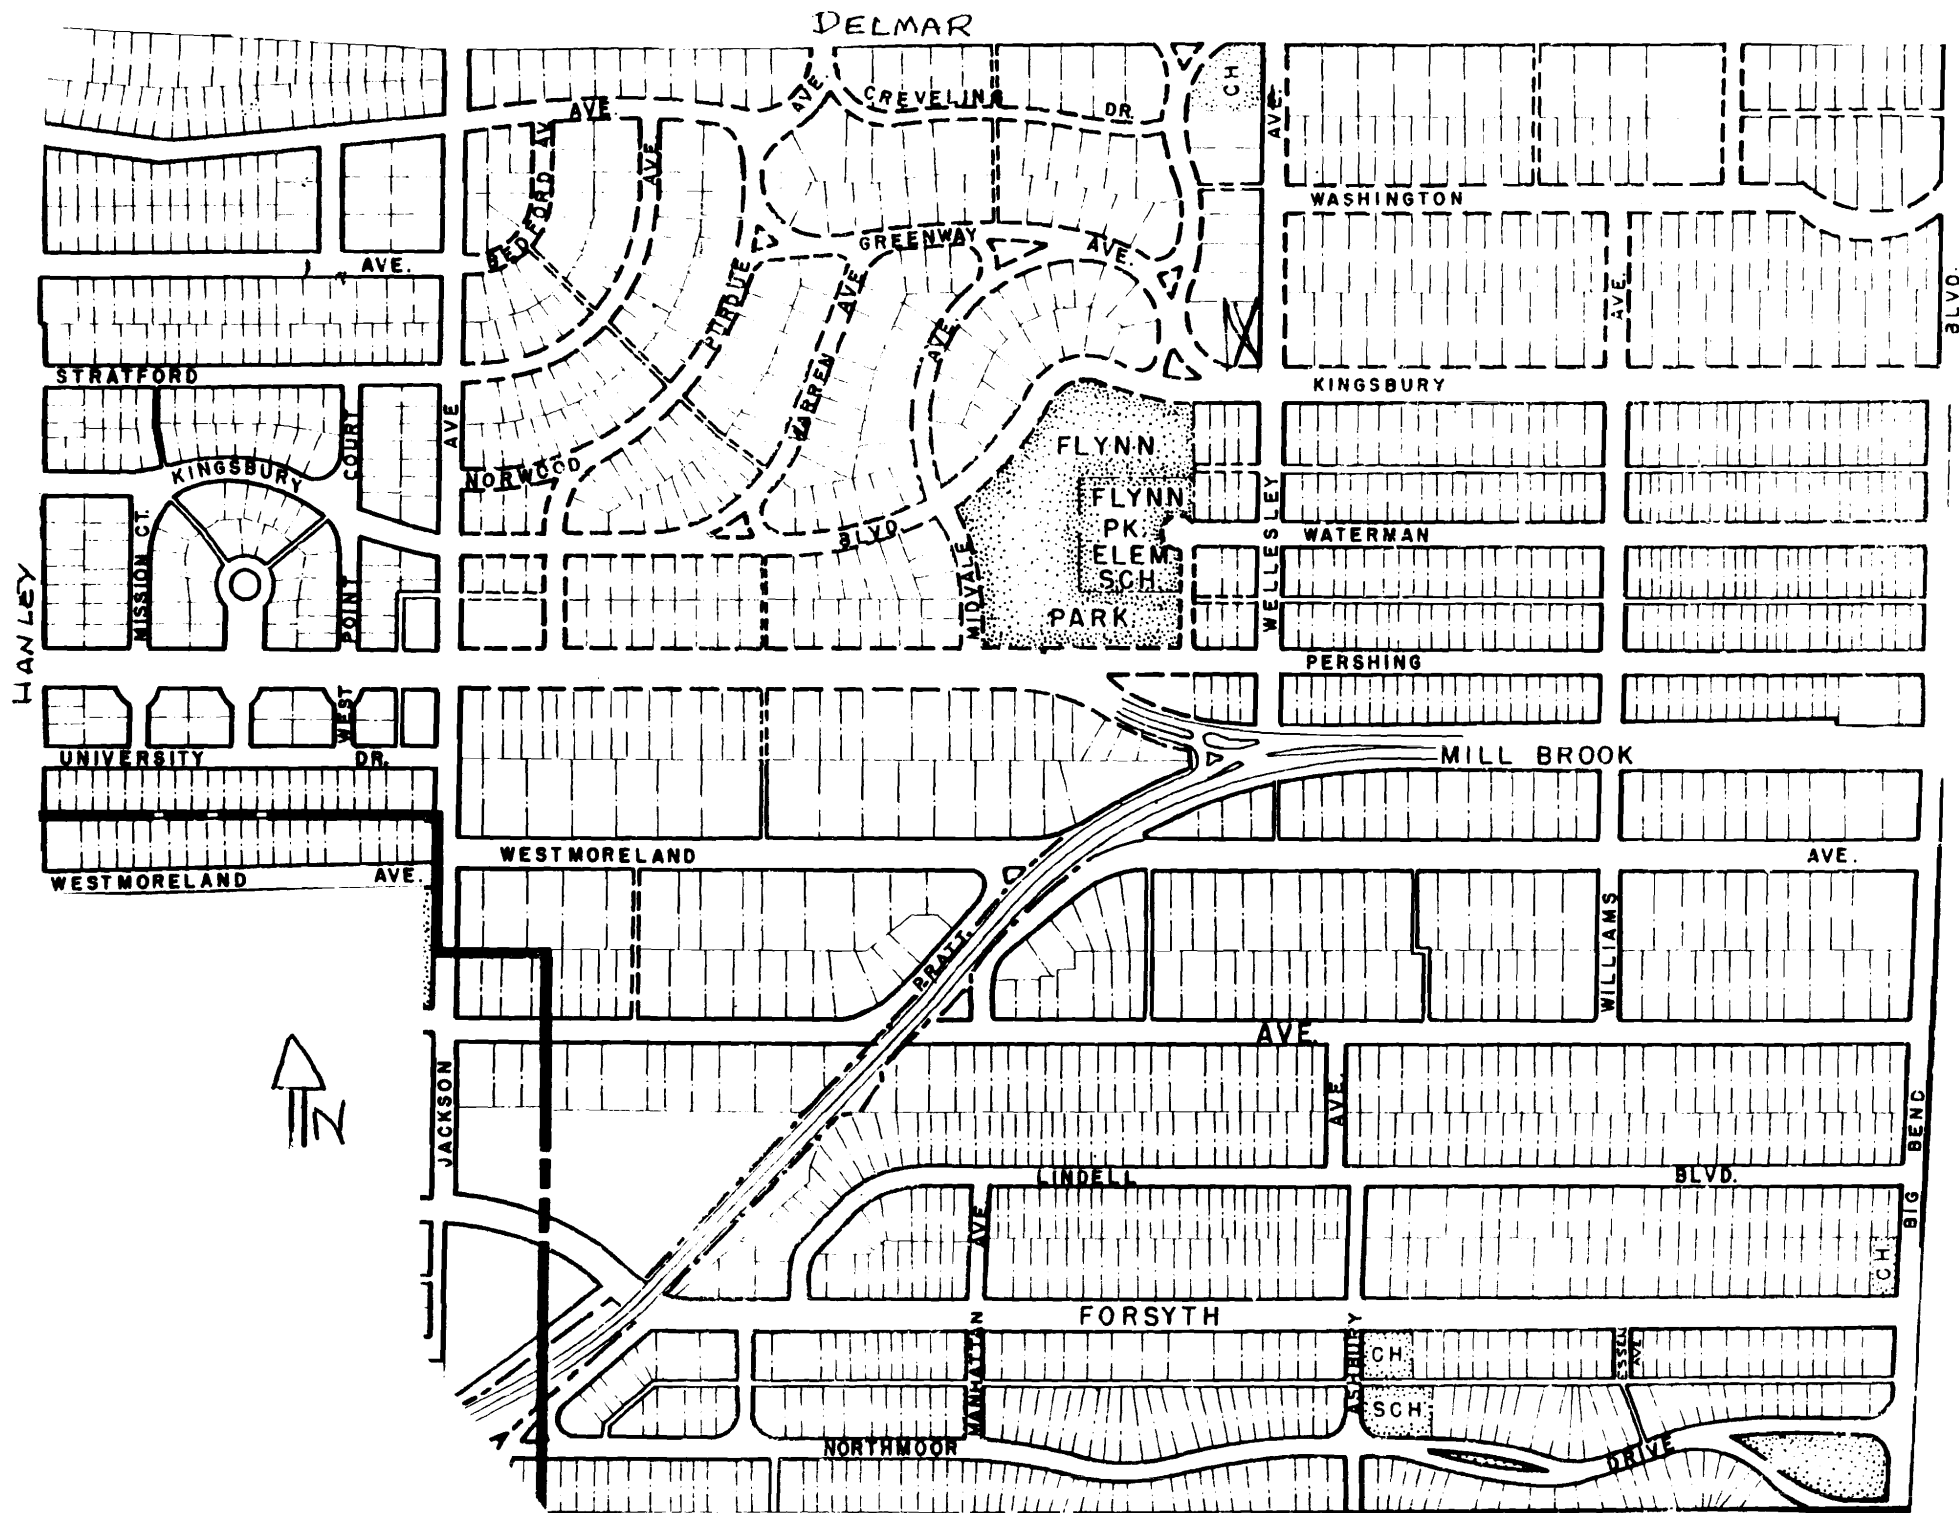 DELMAR
AVE.
AVE.
CREVELING
DR.
CH
AVE.
BEDFORD AV.
AVE
WASHINGTON
GREENWAY
AVE.
AVE.
PURDUE
WARREN
AVE
AVE.
AVE.
BLVD.
STRATFORD
KINGSBURY
COURT
AVE
KINGSBURY
NORWOOD
FLYNN
FLYNN
PK.
ELEM
SCH.
PARK
BLVD
MIDVALE
WELLESLEY
WATERMAN
HANLEY
MISSION CT.
POINT
WEST
PERSHING
UNIVERSITY
DR.
MILL BROOK
WESTMORELAND
AVE.
WESTMORELAND
AVE.
WILLIAMS
PRATT.
AVE.
N
JACKSON
AVE.
LINDELL
BLVD.
BIG
AVE
CH.
FORSYTH
MANHATTAN
ASHBURY
CH.
SCH.
AVE
NORTHMOOR
DRIVE